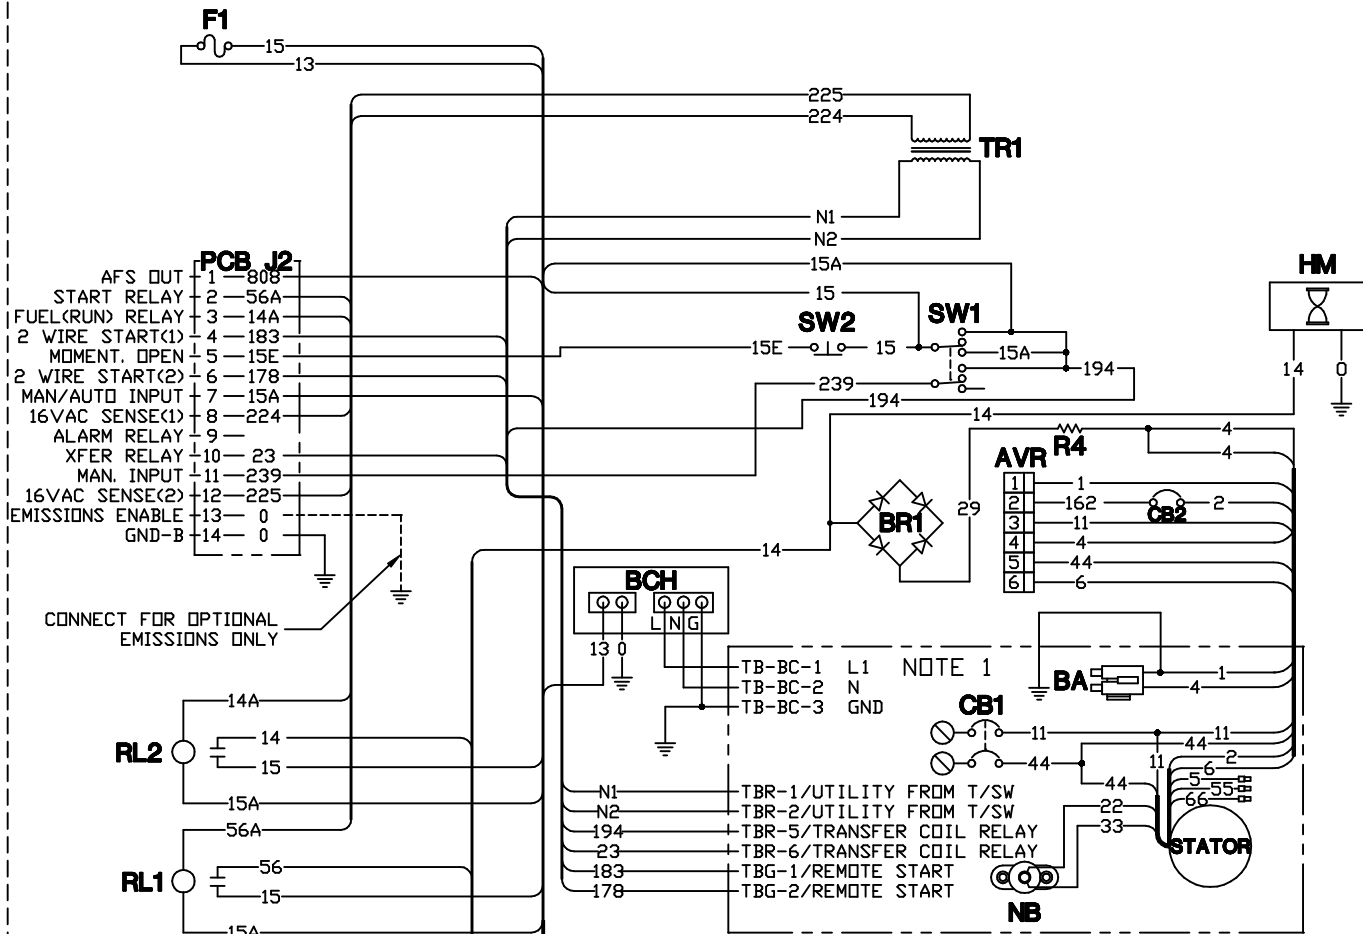 F1
15
13
225
224
TR1
N1
N2
15A
15
HM
14
0
PCB J2
AFS OUT 1 808
START RELAY 2 56A
FUEL(RUN) RELAY 3 14A
2 WIRE START(1) 4 183
MOMENT. OPEN 5 15E
2 WIRE START(2) 6 178
MAN/AUTO INPUT 7 15A
16VAC SENSE(1) 8 224
ALARM RELAY 9
XFER RELAY 10 23
MAN. INPUT 11 239
16VAC SENSE(2) 12 225
EMISSIONS ENABLE 13 0
GND-B 14 0
CONNECT FOR OPTIONAL
EMISSIONS ONLY
SW2
SW1
15E
15
15A
194
239
194
14
R4
4
4
AVR
1 1
2 162
CB2
2
3 11
4 4
5 44
6 6
29
BR1
14
BCH
L N G
13 0
TB-BC-1 L1
TB-BC-2 N
TB-BC-3 GND
NOTE 1
BA
1
4
CB1
11
11
44
44
11
44
2
6
5
55
66
22
33
STATOR
NB
N1 TBR-1/UTILITY FROM T/SW
N2 TBR-2/UTILITY FROM T/SW
194 TBR-5/TRANSFER COIL RELAY
23 TBR-6/TRANSFER COIL RELAY
183 TBG-1/REMOTE START
178 TBG-2/REMOTE START
14A
RL2
14
15
15A
56A
RL1
56
15
15A